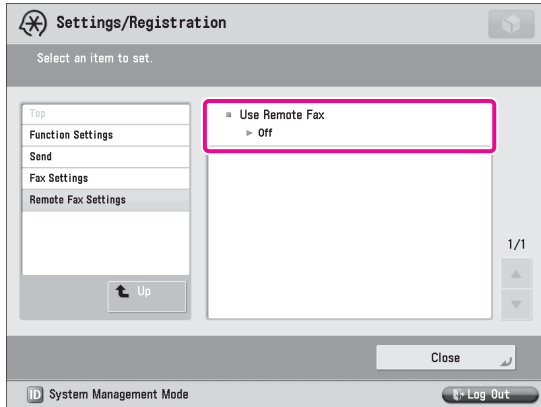 Settings/Registration
Select an item to set.
Top
Function Settings
Send
Fax Settings
Remote Fax Settings
Up
Use Remote Fax
Off
1/1
Close
ID System Management Mode
Log Out